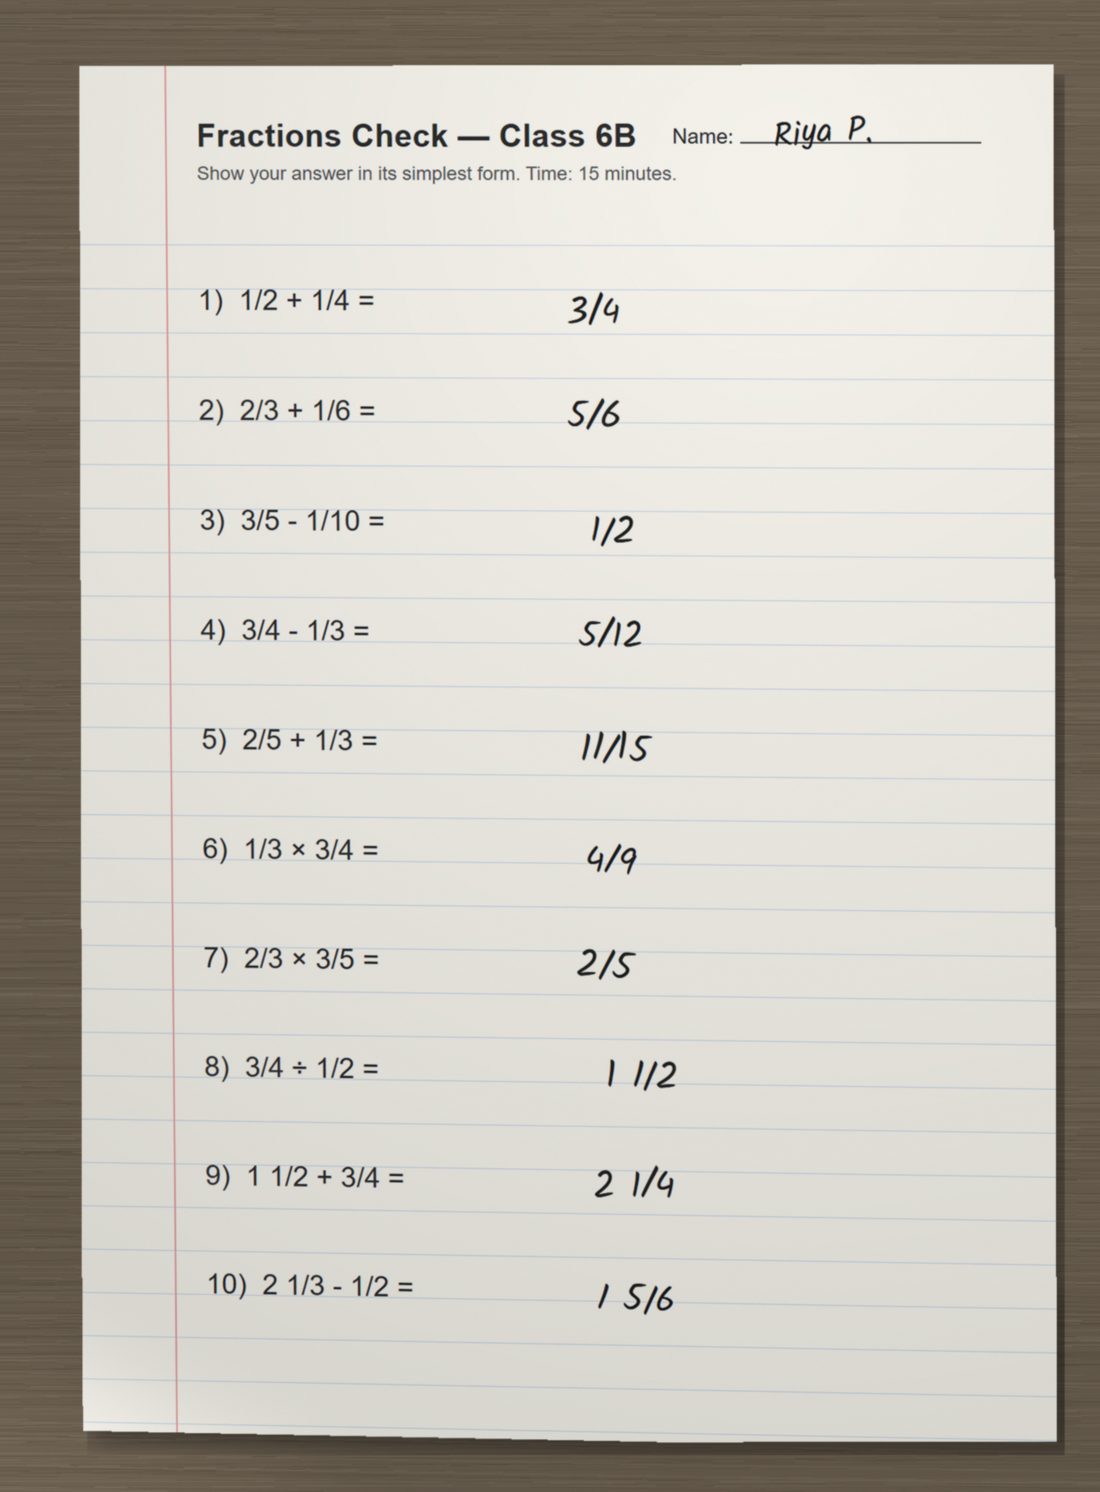 Fractions Check — Class 6B Name: Riya P.
Show your answer in its simplest form. Time: 15 minutes.
1) 1/2 + 1/4 = 3/4
2) 2/3 + 1/6 = 5/6
3) 3/5 - 1/10 = 1/2
4) 3/4 - 1/3 = 5/12
5) 2/5 + 1/3 = 11/15
6) 1/3 × 3/4 = 4/9
7) 2/3 × 3/5 = 2/5
8) 3/4 ÷ 1/2 = 1 1/2
9) 1 1/2 + 3/4 = 2 1/4
10) 2 1/3 - 1/2 = 1 5/6